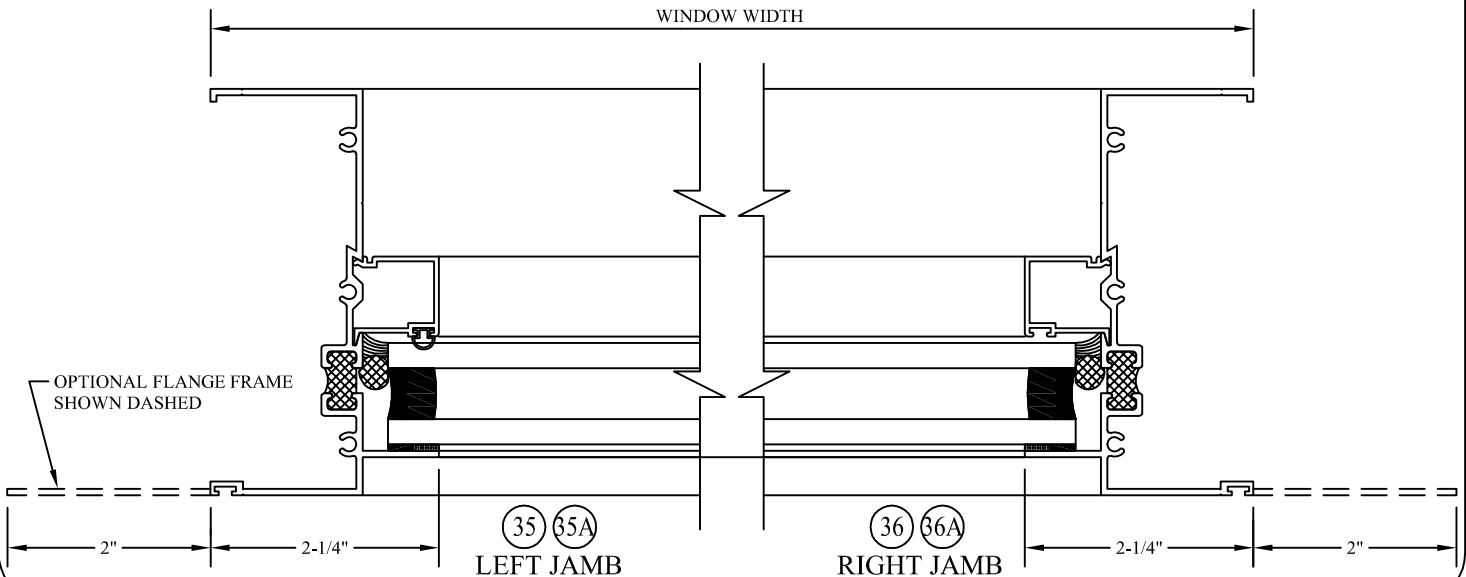 WINDOW WIDTH
OPTIONAL FLANGE FRAME
SHOWN DASHED
35 35A 36 36A
2" 2-1/4" 2-1/4" 2"
LEFT JAMB RIGHT JAMB